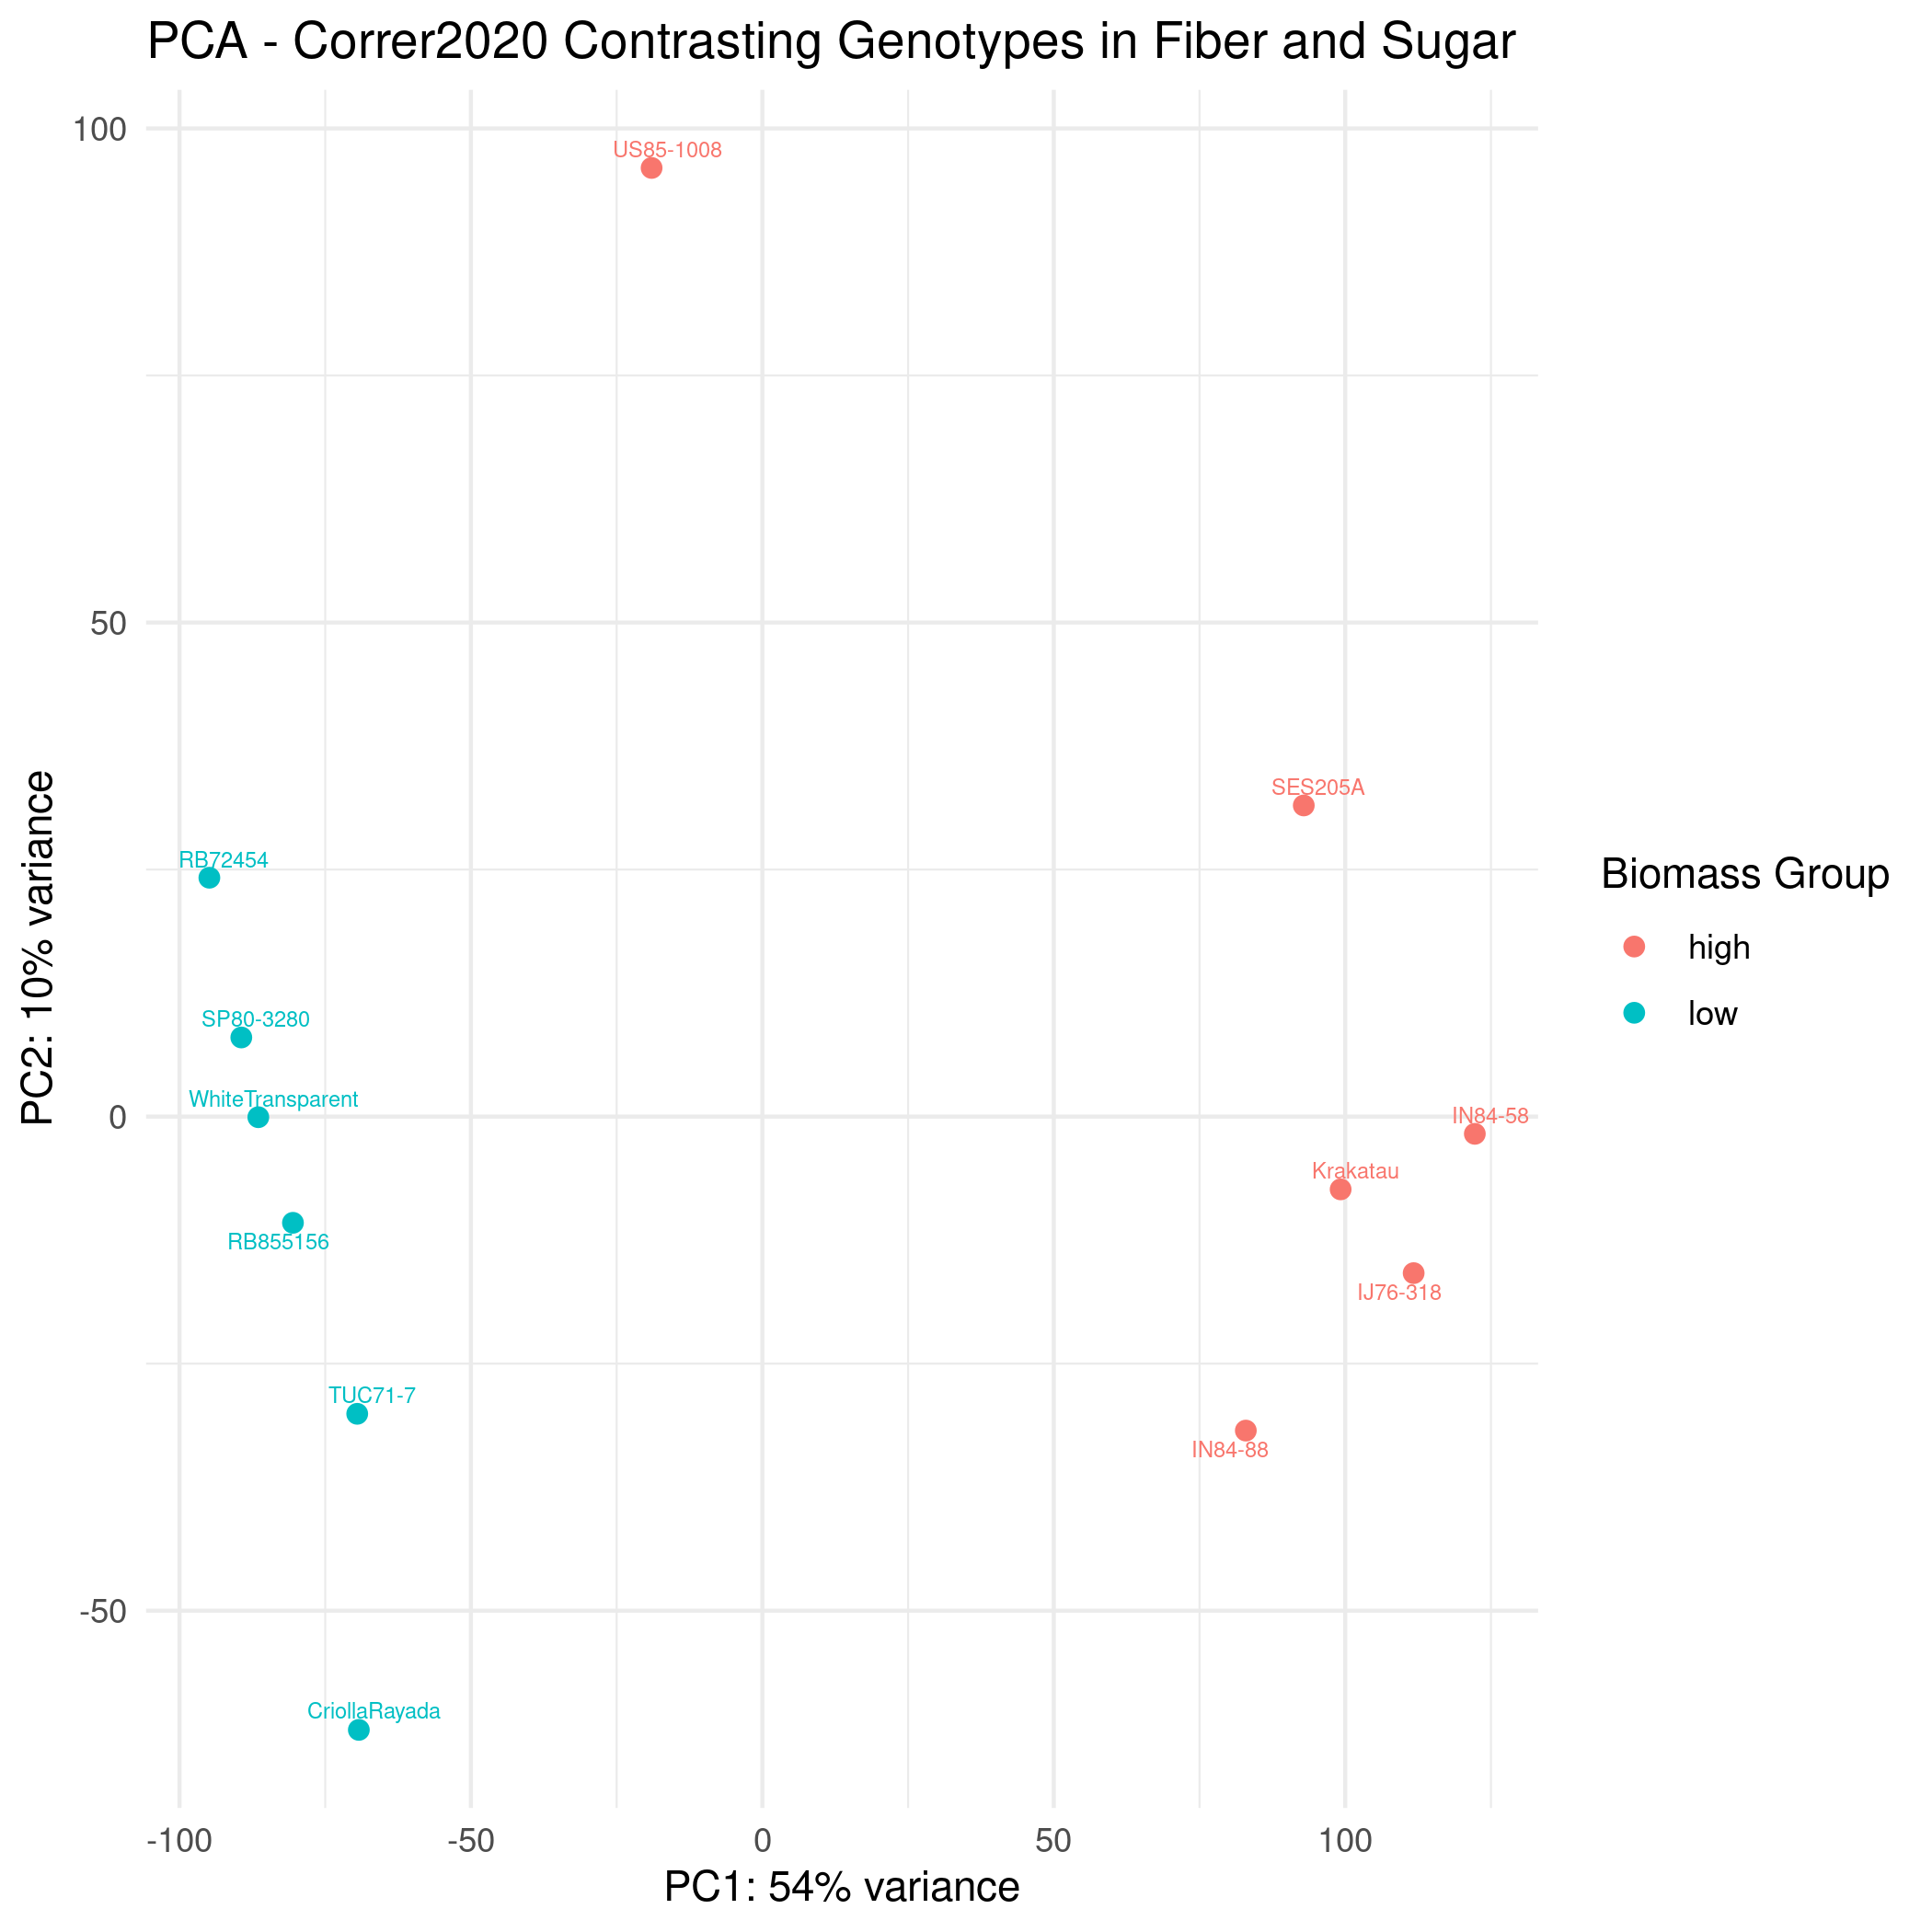 PCA - Correr2020 Contrasting Genotypes in Fiber and Sugar
100
US85-1008
50
SES205A
RB72454
SP80-3280
WhiteTransparent
0
IN84-58
Krakatau
RB855156
IJ76-318
TUC71-7
IN84-88
-50
CriollaRayada
-100
-50
0
50
100
PC1: 54% variance
PC2: 10% variance
Biomass Group
high
low